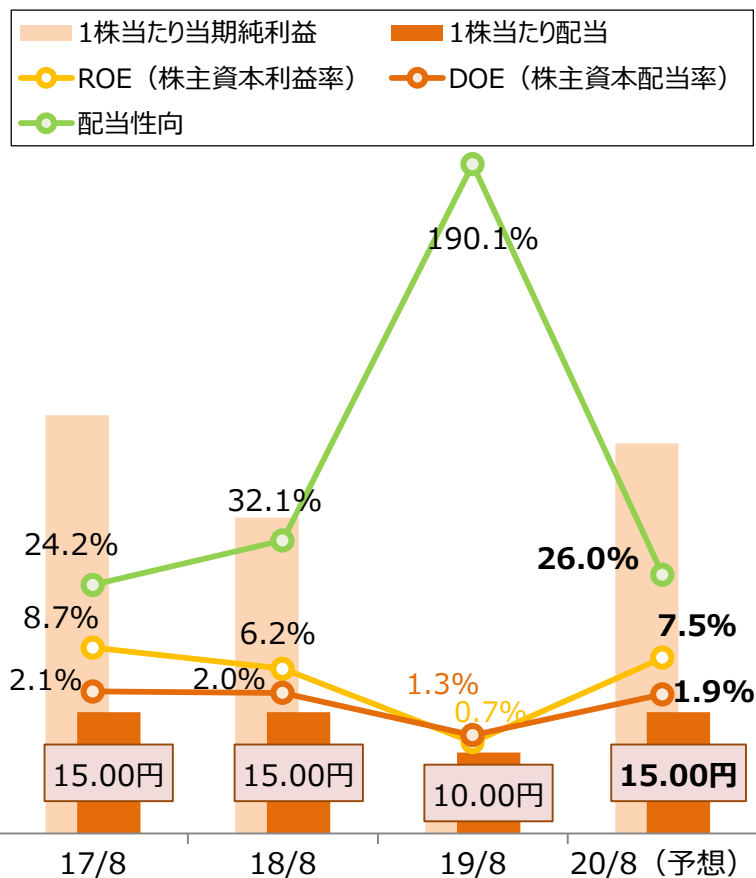 1株当たり当期純利益 1株当たり配当
ROE（株主資本利益率） DOE（株主資本配当率）
配当性向
190.1%
32.1%
24.2%
26.0%
8.7%
6.2%
7.5%
2.1%
2.0%
1.3%
0.7%
1.9%
15.00円 15.00円 10.00円 15.00円
17/8 18/8 19/8 20/8（予想）